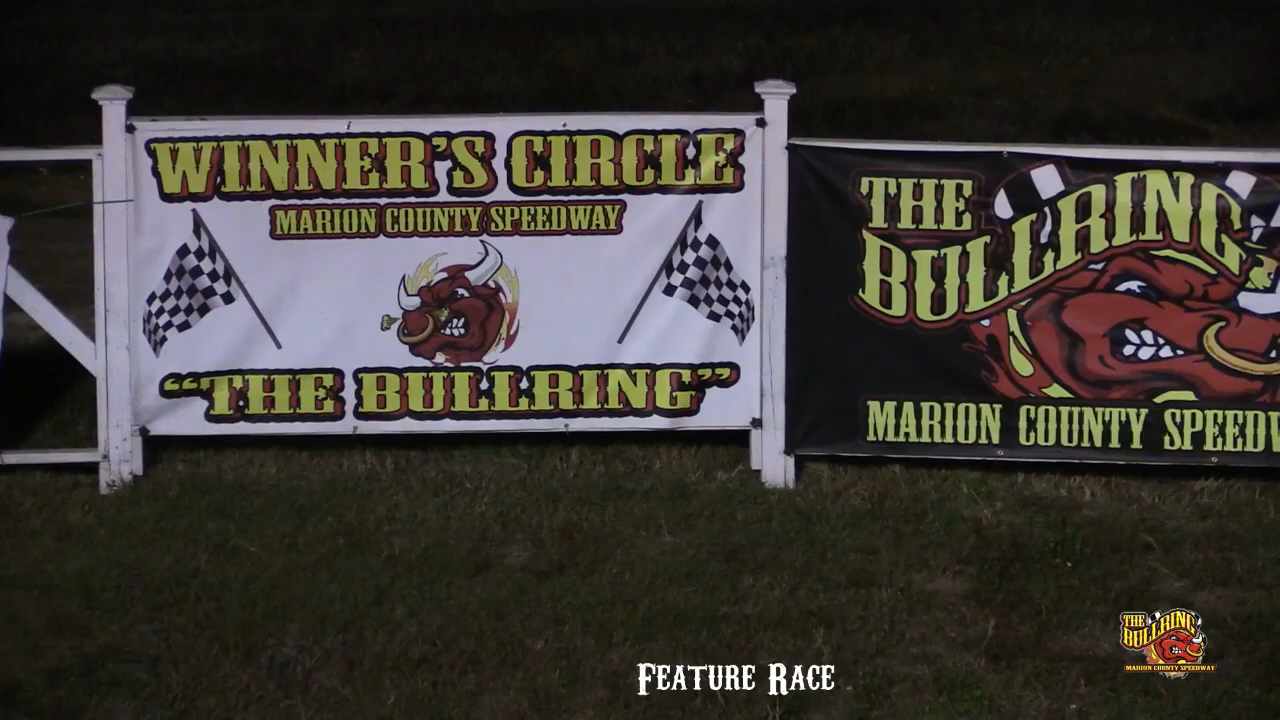 WINNER'S CIRCLE
MARION COUNTY SPEEDWAY
“THE BULLRING”
THE
BULLRING
MARION COUNTY SPEEDW
THE
BULLRING
MARION COUNTY SPEEDWAY
FEATURE RACE